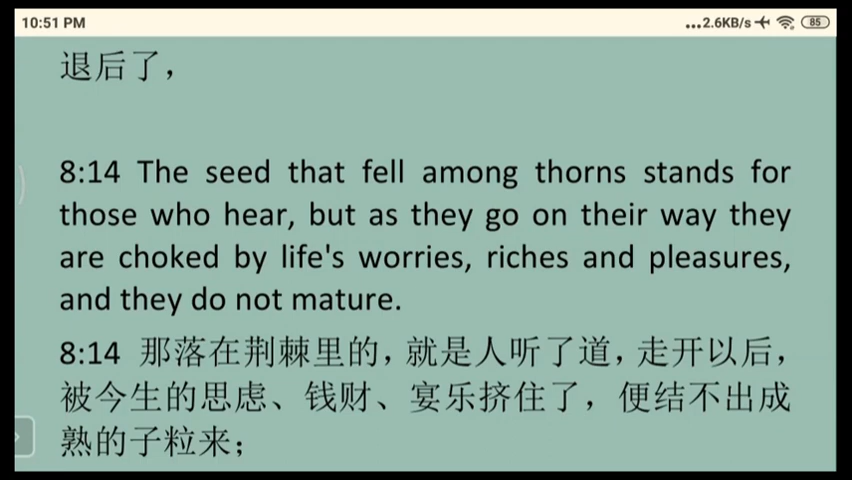 10:51 PM ...2.6KB/s 85
退后了，
8:14 The seed that fell among thorns stands for
those who hear, but as they go on their way they
are choked by life's worries, riches and pleasures,
and they do not mature.
8:14 那落在荆棘里的，就是人听了道，走开以后，
被今生的思虑、钱财、宴乐挤住了，便结不出成
熟的子粒来；